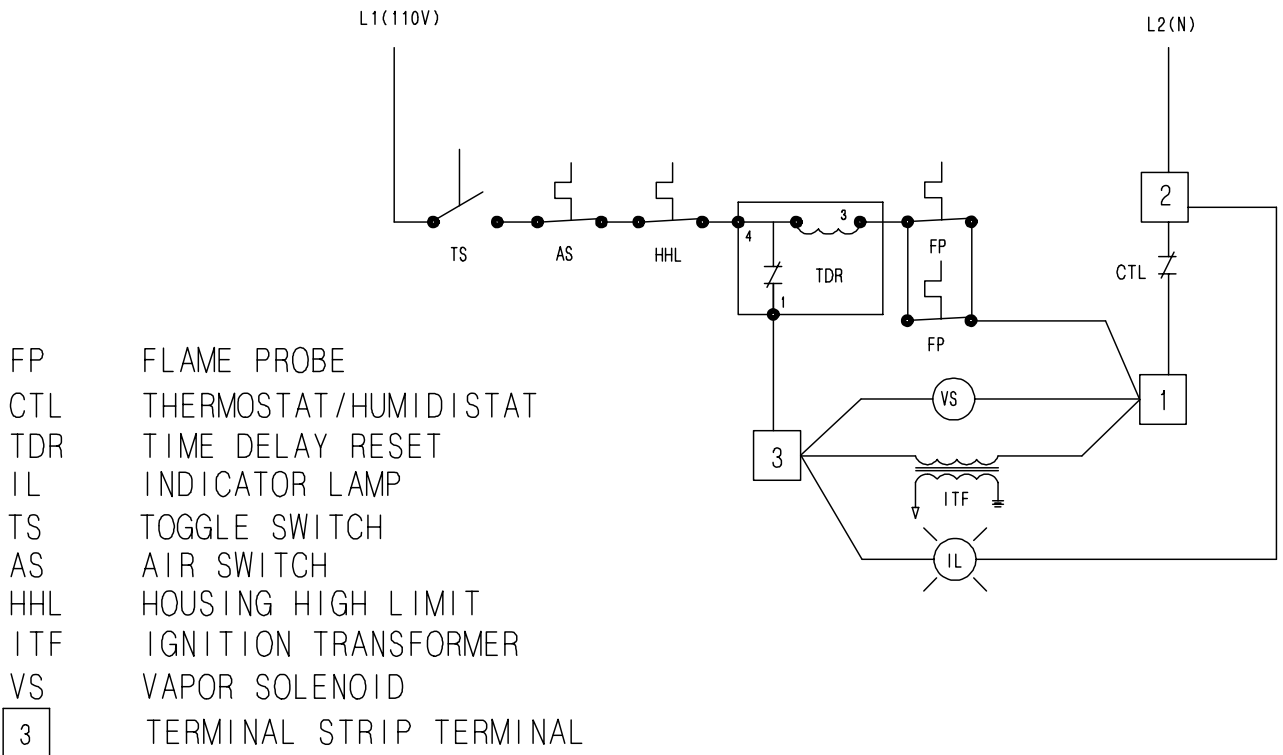 L1(110V)
L2(N)
2
3
4
TS
AS
HHL
TDR
FP
CTL
1
FP
VS
1
3
ITF
IL
FP FLAME PROBE
CTL THERMOSTAT/HUMIDISTAT
TDR TIME DELAY RESET
IL INDICATOR LAMP
TS TOGGLE SWITCH
AS AIR SWITCH
HHL HOUSING HIGH LIMIT
ITF IGNITION TRANSFORMER
VS VAPOR SOLENOID
3 TERMINAL STRIP TERMINAL